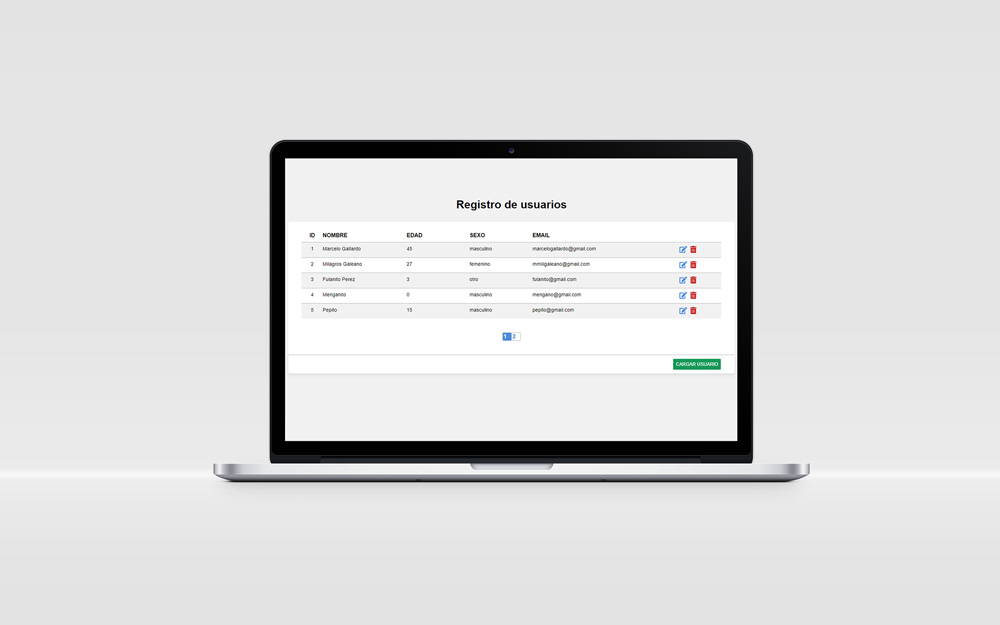 Registro de usuarios
ID NOMBRE EDAD SEXO EMAIL
1 Marcelo Gallardo 45 masculino marcelogallardo@gmail.com
2 Milagros Galeano 27 femenino mmiligaleano@gmail.com
3 Fulanito Perez 3 otro fulanito@gmail.com
4 Menganito 0 masculino mengano@gmail.com
5 Pepito 15 masculino pepito@gmail.com
1 2
CARGAR USUARIO